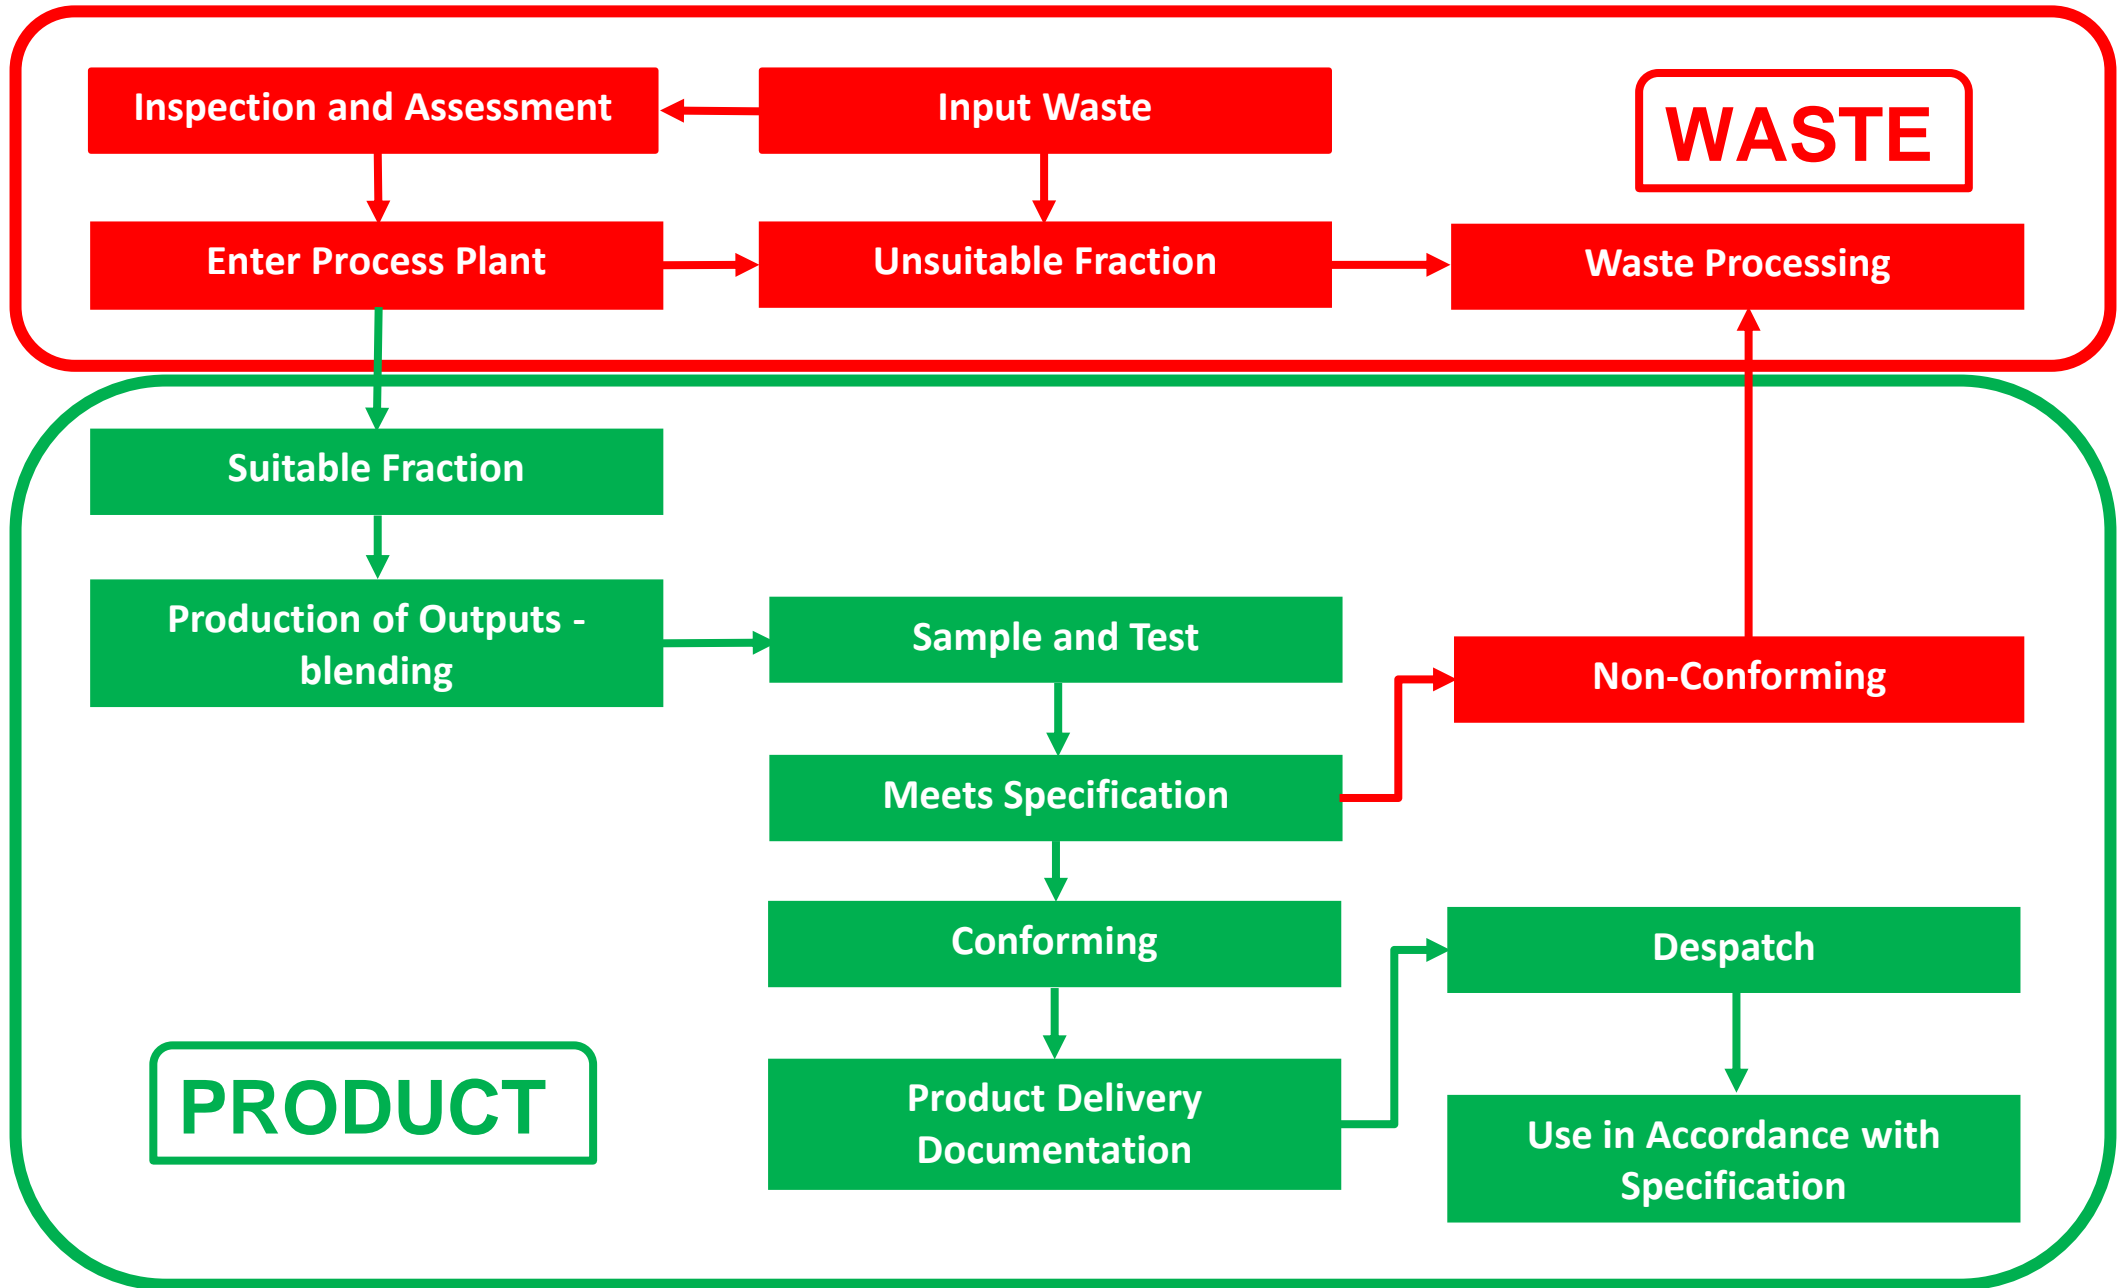 Inspection and Assessment
Input Waste
WASTE
Enter Process Plant
Unsuitable Fraction
Waste Processing
Suitable Fraction
Production of Outputs -
blending
Sample and Test
Non-Conforming
Meets Specification
Conforming
Despatch
PRODUCT
Product Delivery
Documentation
Use in Accordance with
Specification